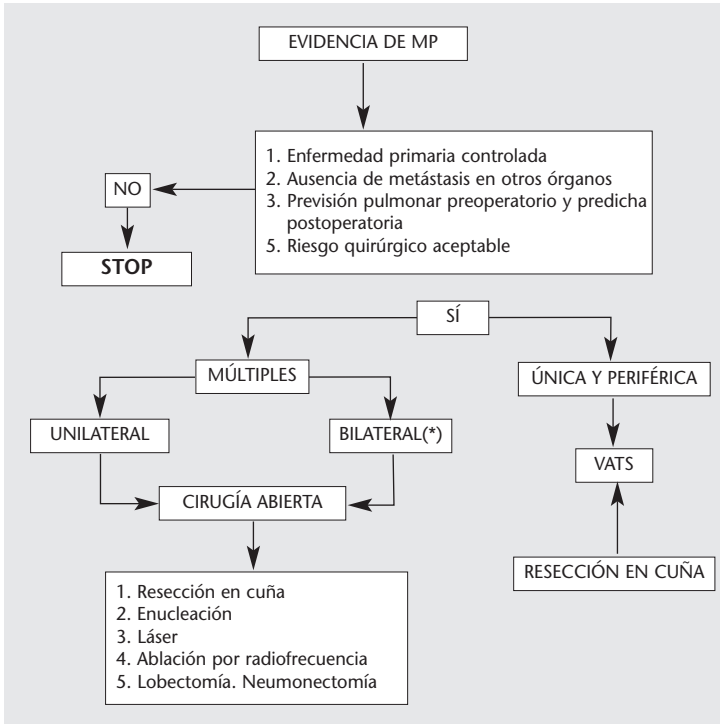 EVIDENCIA DE MP
1. Enfermedad primaria controlada
2. Ausencia de metástasis en otros órganos
3. Previsión pulmonar preoperatorio y predicha
postoperatoria
5. Riesgo quirúrgico aceptable
NO
STOP
SÍ
MÚLTIPLES
ÚNICA Y PERIFÉRICA
UNILATERAL
BILATERAL(*)
VATS
CIRUGÍA ABIERTA
RESECCIÓN EN CUÑA
1. Resección en cuña
2. Enucleación
3. Láser
4. Ablación por radiofrecuencia
5. Lobectomía. Neumonectomía